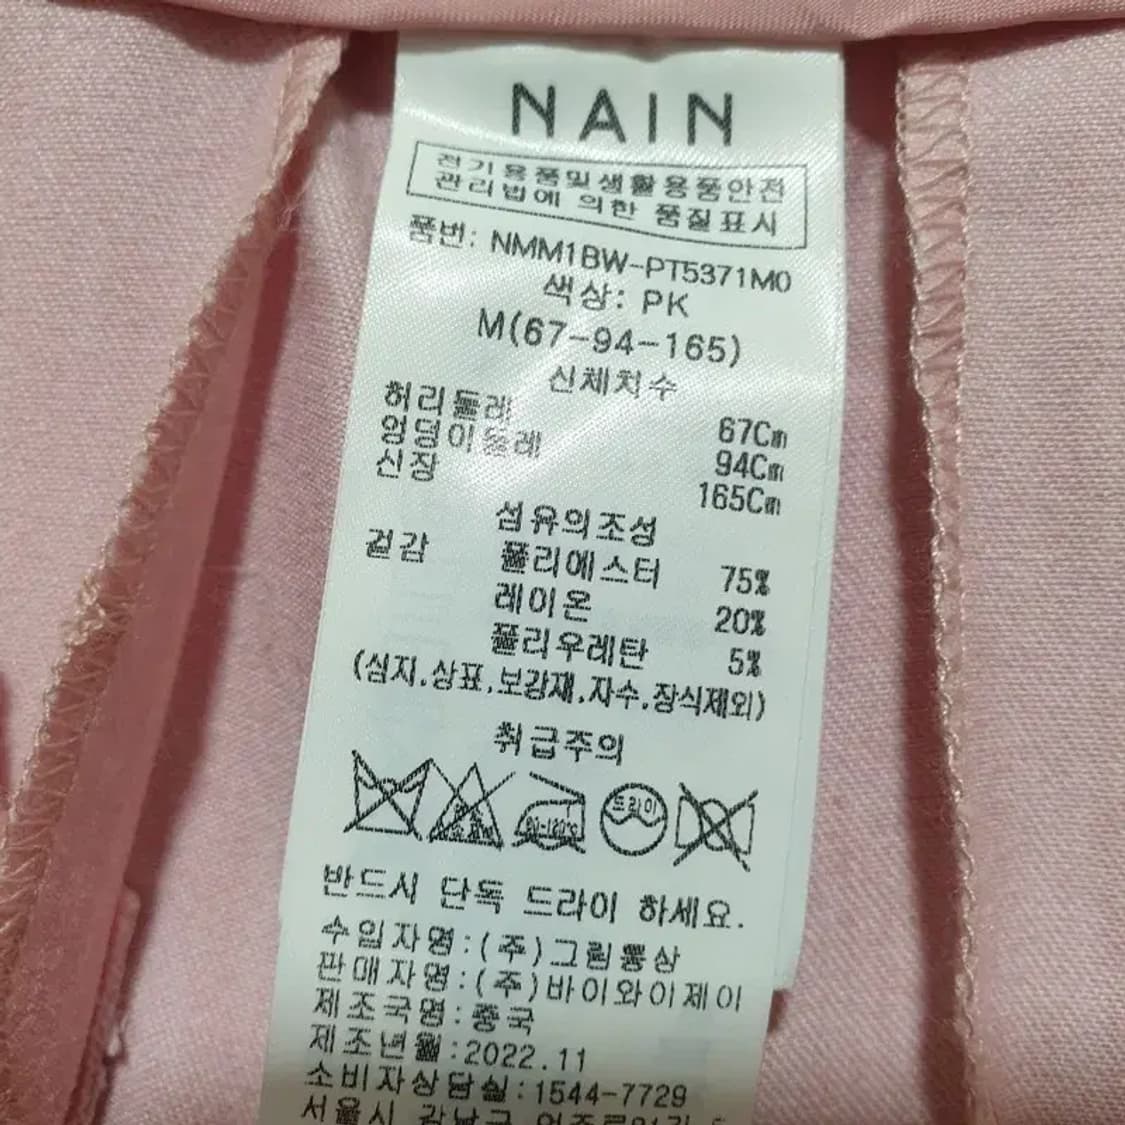 NAIN
전기용품및생활용품안전
관리법에 의한 품질표시
품번: NMM1BW-PT5371M0
색상: PK
M(67-94-165)
신체치수
허리둘레 67Cm
엉덩이둘레 94Cm
신장 165Cm
섬유의조성
겉감 폴리에스터 75%
레이온 20%
폴리우레탄 5%
(심지.상표.보강재.자수.장식제외)
취급주의
드라이
반드시 단독 드라이 하세요.
수입자명:(주)그린통상
판매자명:(주)바이와이제이
제조국명:중국
제조년월:2022.11
소비자상담실:1544-7729
서울시 강남구